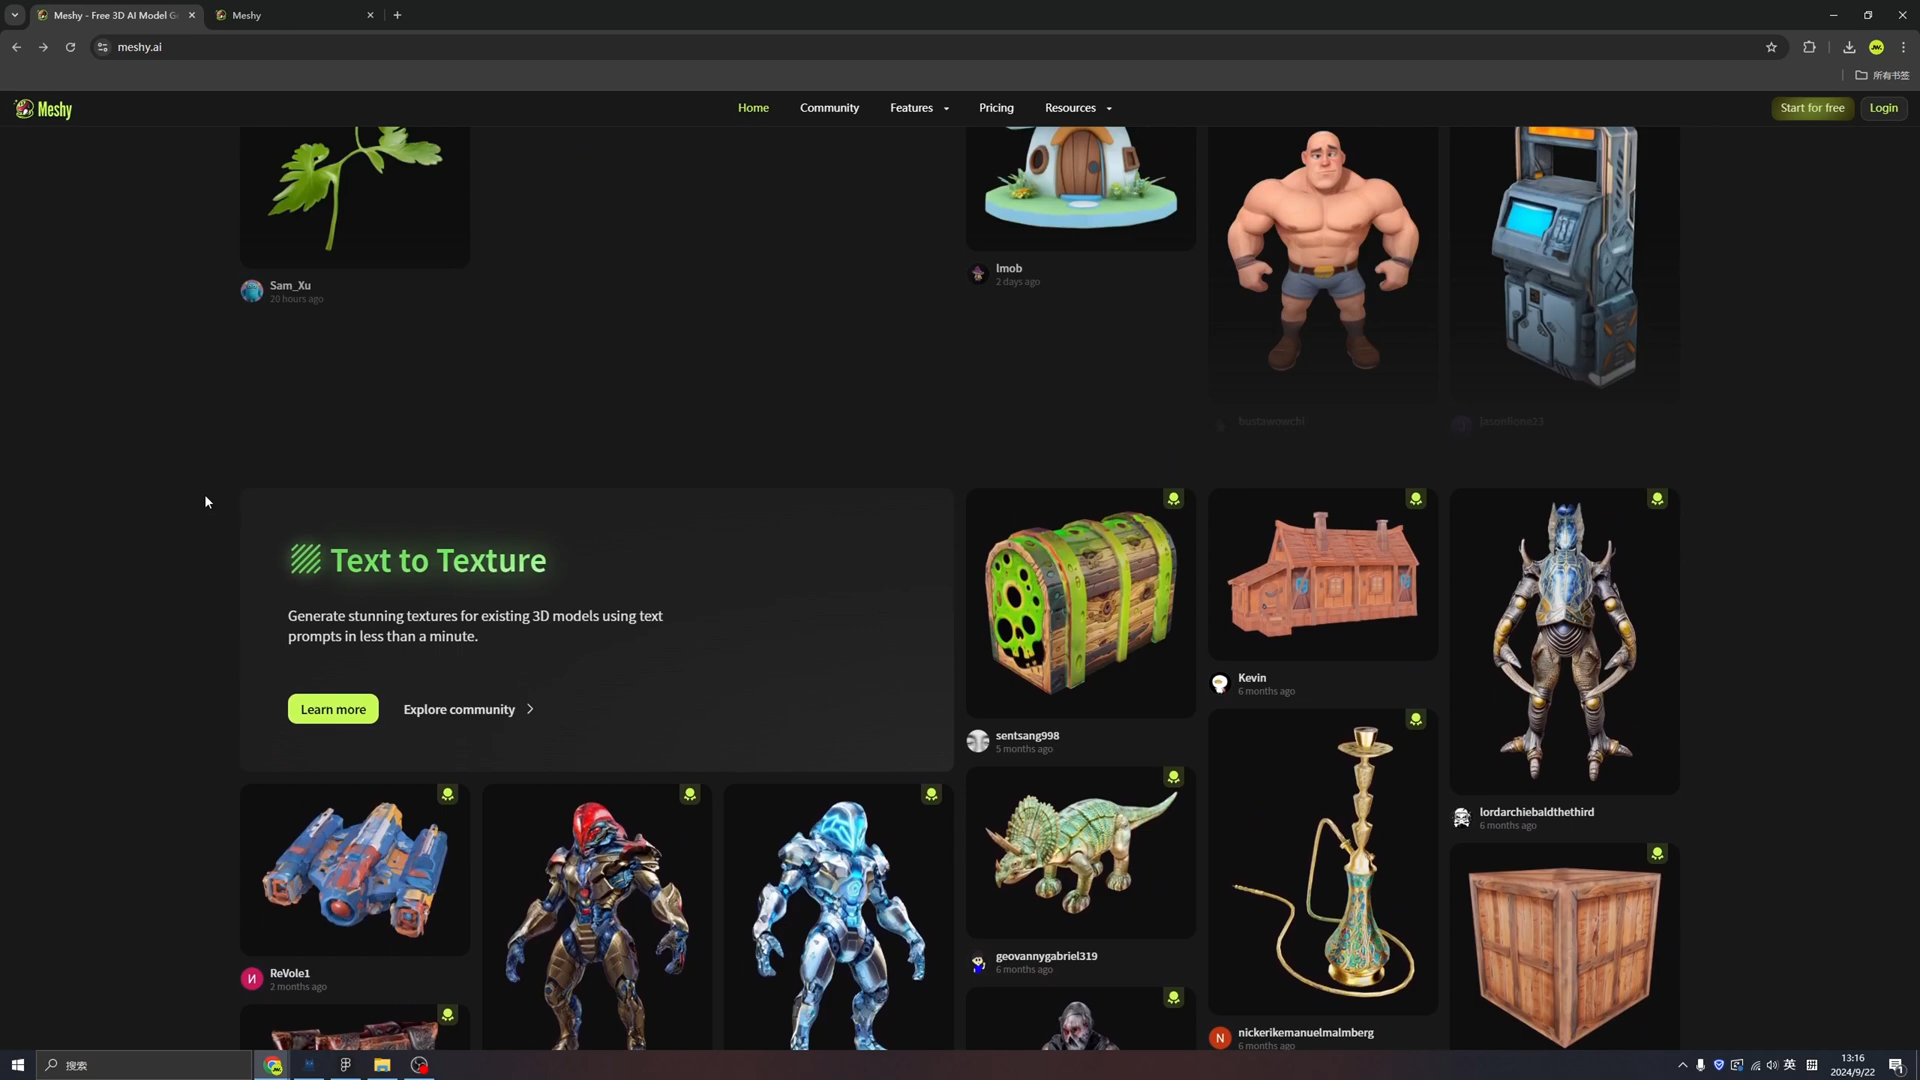 Meshy - Free 3D AI Model G
Meshy
meshy.ai
所有书签
Meshy
Home
Community
Features
Pricing
Resources
Start for free
Login
Sam_Xu
20 hours ago
lmob
2 days ago
bustawowcbi
jasonflone23
Text to Texture
Generate stunning textures for existing 3D models using text
prompts in less than a minute.
Learn more
Explore community
sentsang998
5 months ago
Kevin
6 months ago
lordarchiebaldthethird
6 months ago
ReVole1
2 months ago
geovannygabriel319
6 months ago
N
nickerikemanuelmalmberg
6 months ago
搜索
英
13:16
2024/9/22